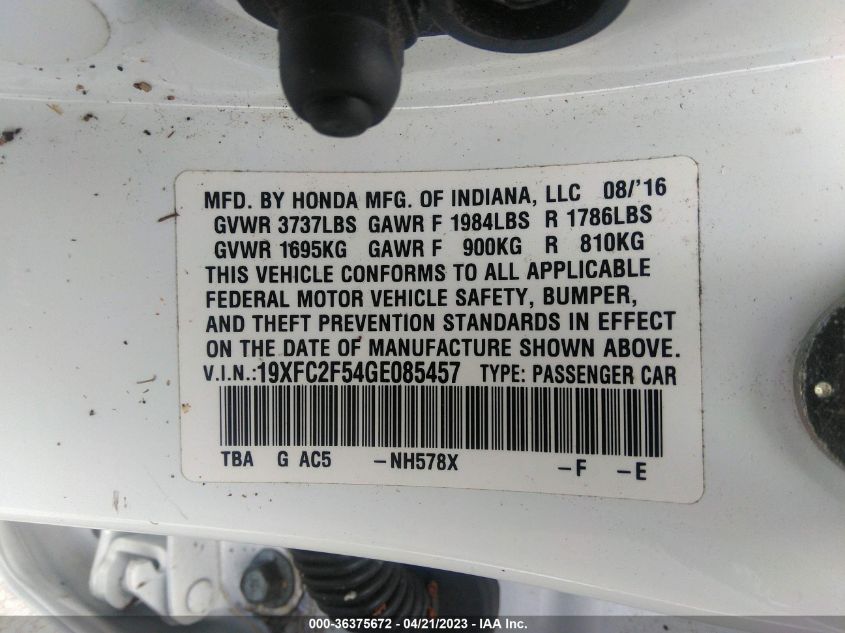 MFD. BY HONDA MFG. OF INDIANA, LLC 08/'16
GVWR 3737LBS GAWR F 1984LBS R 1786LBS
GVWR 1695KG GAWR F 900KG R 810KG
THIS VEHICLE CONFORMS TO ALL APPLICABLE
FEDERAL MOTOR VEHICLE SAFETY, BUMPER,
AND THEFT PREVENTION STANDARDS IN EFFECT
ON THE DATE OF MANUFACTURE SHOWN ABOVE.
V.I.N.:19XFC2F54GE085457 TYPE: PASSENGER CAR
TBA G AC5 -NH578X -F -E
000-36375672 / 04/21/2023 - IAA Inc.